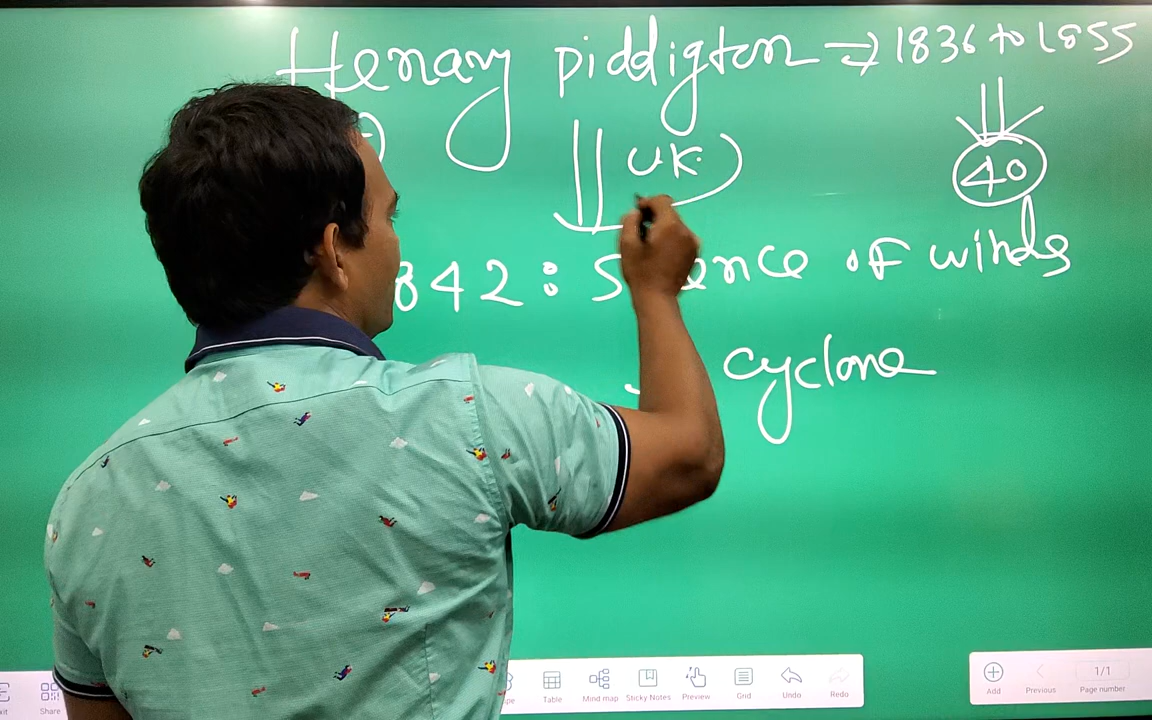 Henary piddigton → 1836 to 1855
UK.
40
842 : S ence of winds
cyclone
Share
Table
Mind map
Sticky Notes
Preview
Grid
Undo
Redo
Add
Previous
1/1
Page number